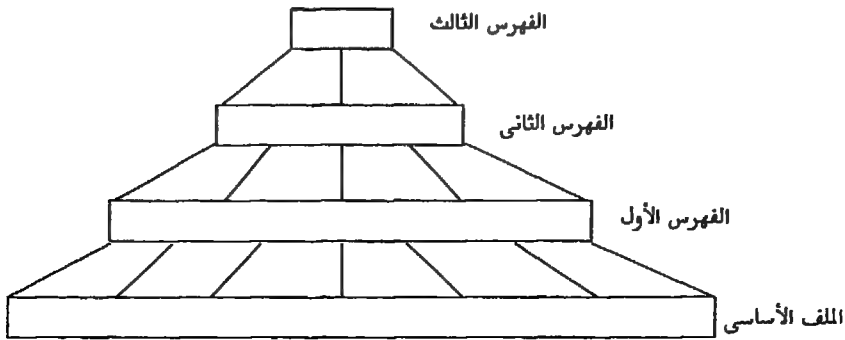 الفهرس الثالث
الفهرس الثانى
الفهرس الأول
الملف الأساسى